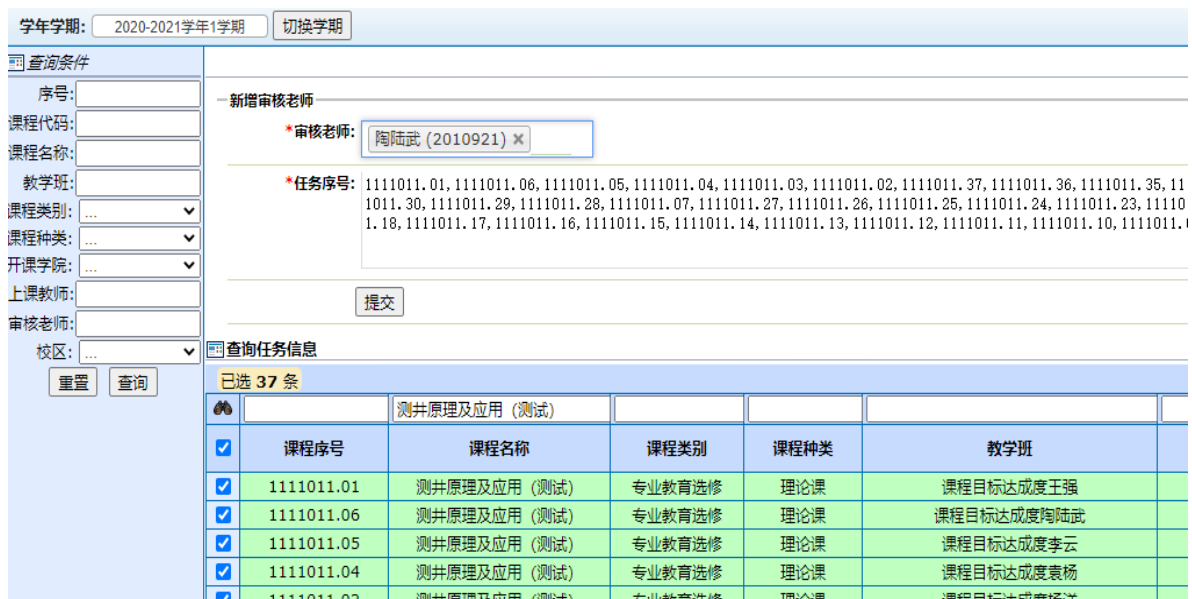 学年学期: 2020-2021学年1学期 切换学期
查询条件
序号:
课程代码:
课程名称:
教学班:
课程类别: ...
课程种类: ...
开课学院: ...
上课教师:
审核老师:
校区: ...
重置 查询
新增审核老师
*审核老师: 陶陆武 (2010921) ×
*任务序号: 1111011.01,1111011.06,1111011.05,1111011.04,1111011.03,1111011.02,1111011.37,1111011.36,1111011.35,11
1011.30,1111011.29,1111011.28,1111011.07,1111011.27,1111011.26,1111011.25,1111011.24,1111011.23,11110
1.18,1111011.17,1111011.16,1111011.15,1111011.14,1111011.13,1111011.12,1111011.11,1111011.10,1111011.
提交
查询任务信息
已选 37 条
测井原理及应用（测试）
课程序号 课程名称 课程类别 课程种类 教学班
1111011.01 测井原理及应用（测试） 专业教育选修 理论课 课程目标达成度王强
1111011.06 测井原理及应用（测试） 专业教育选修 理论课 课程目标达成度陶陆武
1111011.05 测井原理及应用（测试） 专业教育选修 理论课 课程目标达成度李云
1111011.04 测井原理及应用（测试） 专业教育选修 理论课 课程目标达成度袁杨